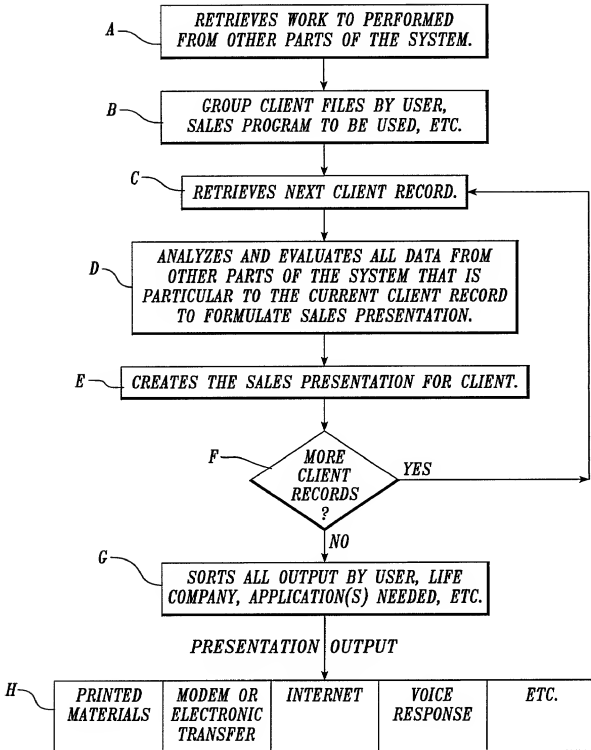 A
RETRIEVES WORK TO PERFORMED
FROM OTHER PARTS OF THE SYSTEM.
B
GROUP CLIENT FILES BY USER,
SALES PROGRAM TO BE USED, ETC.
C
RETRIEVES NEXT CLIENT RECORD.
D
ANALYZES AND EVALUATES ALL DATA FROM
OTHER PARTS OF THE SYSTEM THAT IS
PARTICULAR TO THE CURRENT CLIENT RECORD
TO FORMULATE SALES PRESENTATION.
E
CREATES THE SALES PRESENTATION FOR CLIENT.
F
MORE
CLIENT
RECORDS
?
YES
NO
G
SORTS ALL OUTPUT BY USER, LIFE
COMPANY, APPLICATION(S) NEEDED, ETC.
PRESENTATION OUTPUT
H
PRINTED
MATERIALS
MODEM OR
ELECTRONIC
TRANSFER
INTERNET
VOICE
RESPONSE
ETC.